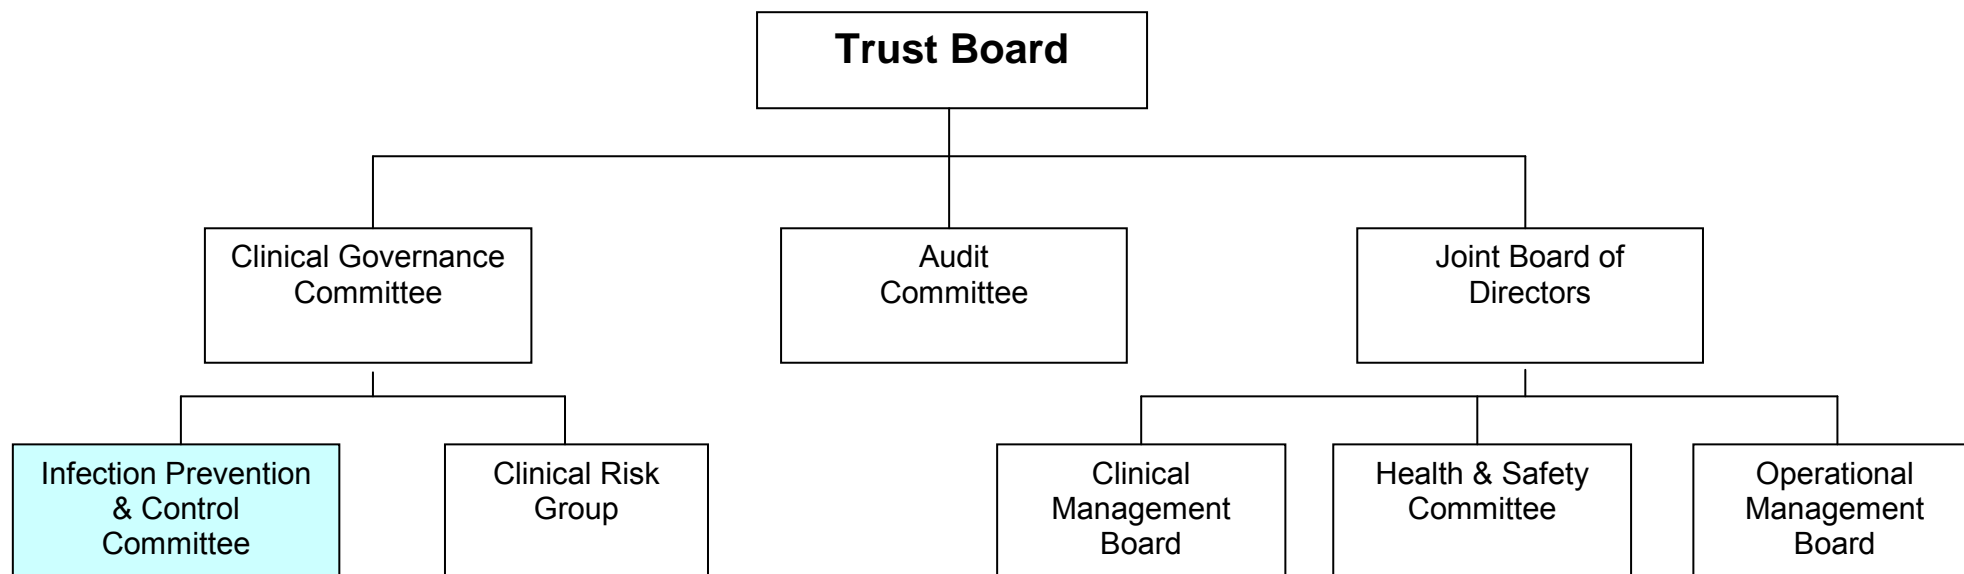 Trust Board
Clinical Governance
Committee
Audit
Committee
Joint Board of
Directors
Infection Prevention
& Control
Committee
Clinical Risk
Group
Clinical
Management
Board
Health & Safety
Committee
Operational
Management
Board